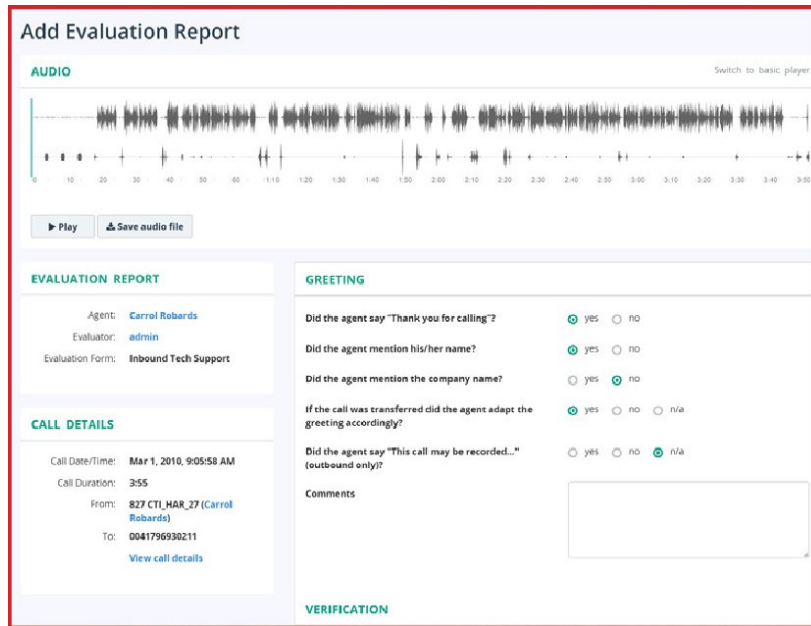 Add Evaluation Report
AUDIO
Switch to basic player
0 :10 :20 :30 :40 :50 :60 1:10 1:20 1:30 1:40 1:50 2:00 2:10 2:20 2:30 2:40 2:50 3:00 3:10 3:20 3:30 3:40 3:50
Play
Save audio file
EVALUATION REPORT
Agent: Carrol Robards
Evaluator: admin
Evaluation Form: Inbound Tech Support
CALL DETAILS
Call Date/Time: Mar 1, 2010, 9:05:58 AM
Call Duration: 3:55
From: 827 CTI_HAR_27 (Carrol
Robards)
To: 0041796930211
View call details
GREETING
Did the agent say "Thank you for calling"? yes no
Did the agent mention his/her name? yes no
Did the agent mention the company name? yes no
If the call was transferred did the agent adapt the
greeting accordingly? yes no n/a
Did the agent say "This call may be recorded..."
(outbound only)? yes no n/a
Comments
VERIFICATION